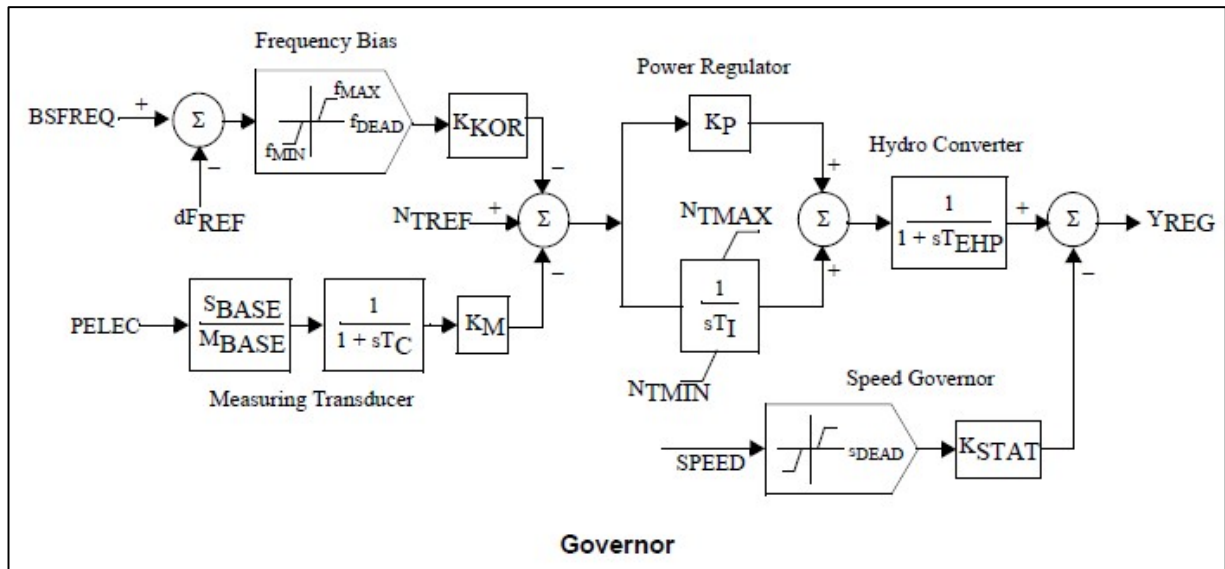 Frequency Bias
Power Regulator
BSFREQ
+
Σ
−
dFREF
fMAX
fDEAD
fMIN
KKOR
−
NTREF
+
Σ
−
KP
+
Hydro Converter
NTMAX
Σ
+
1
1 + sTEHP
+
Σ
−
YREG
PELEC
SBASE
MBASE
1
1 + sTC
KM
1
sTI
NTMIN
Measuring Transducer
Speed Governor
SPEED
sDEAD
KSTAT
Governor